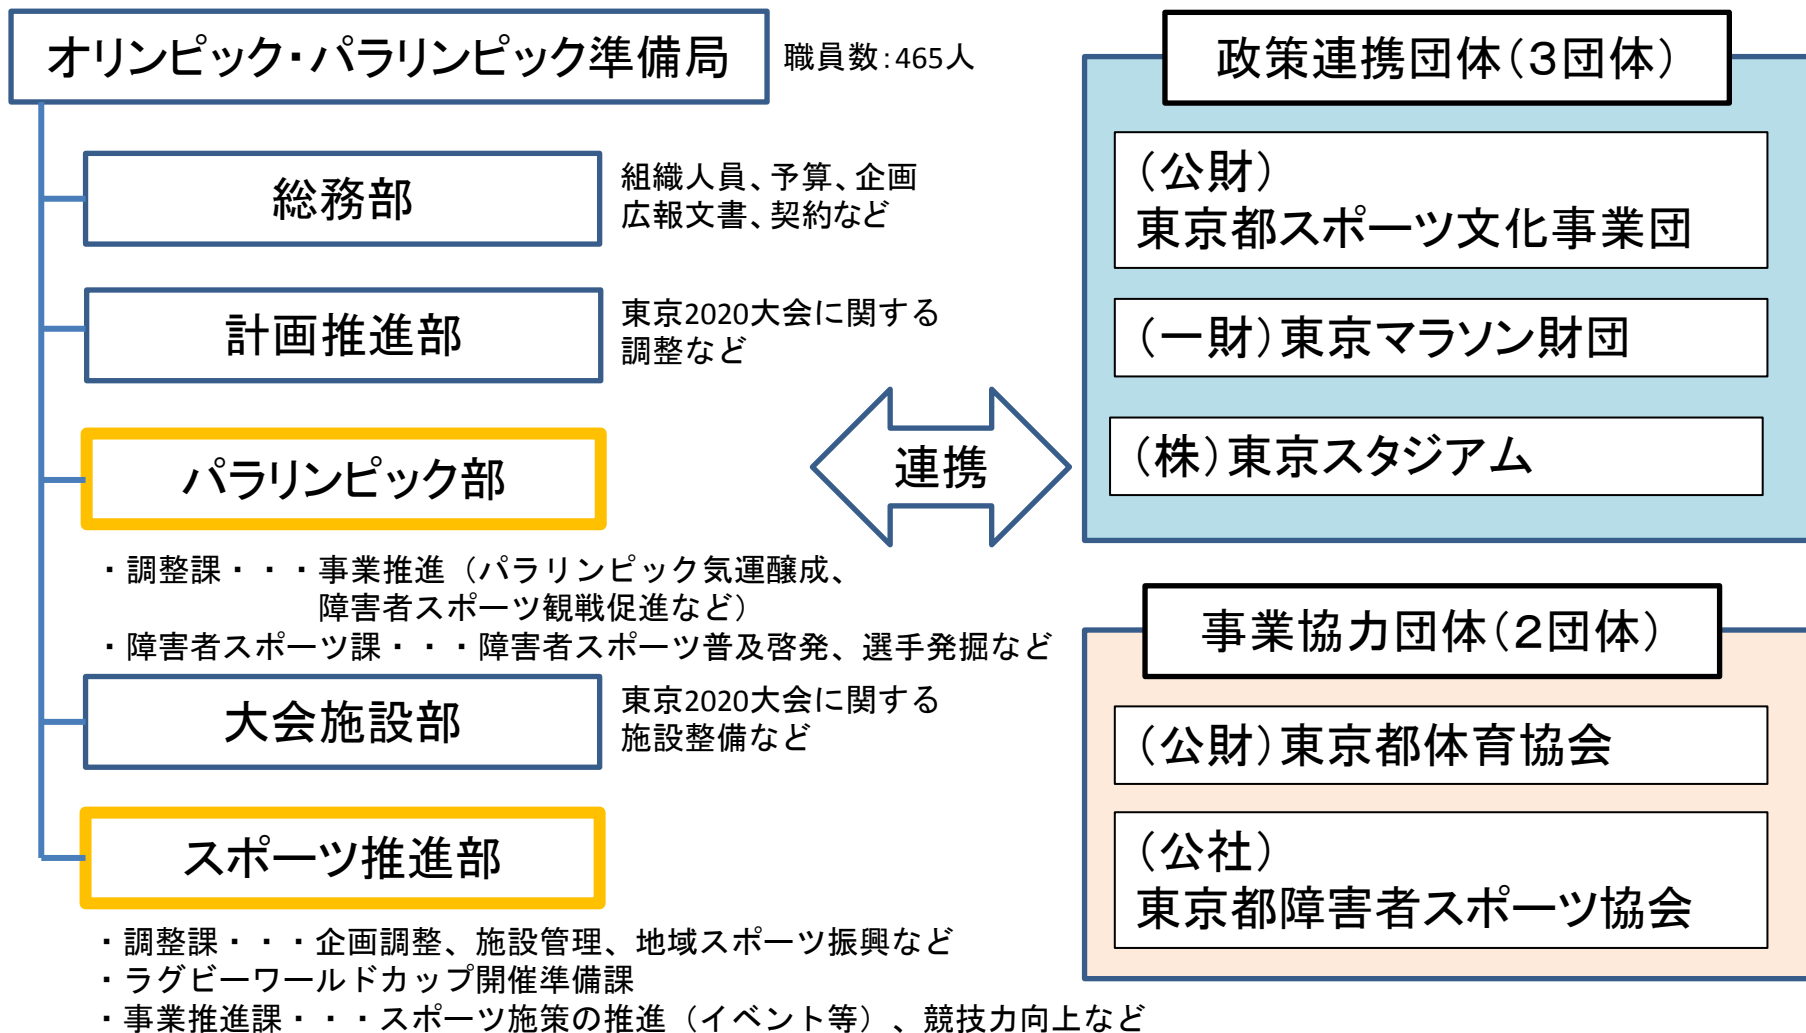 オリンピック・パラリンピック準備局
職員数：465人
総務部
組織人員、予算、企画
広報文書、契約など
計画推進部
東京2020大会に関する
調整など
パラリンピック部
・調整課・・・事業推進（パラリンピック気運醸成、
障害者スポーツ観戦促進など）
・障害者スポーツ課・・・障害者スポーツ普及啓発、選手発掘など
大会施設部
東京2020大会に関する
施設整備など
スポーツ推進部
・調整課・・・企画調整、施設管理、地域スポーツ振興など
・ラグビーワールドカップ開催準備課
・事業推進課・・・スポーツ施策の推進（イベント等）、競技力向上など
連携
政策連携団体（3団体）
（公財）
東京都スポーツ文化事業団
（一財）東京マラソン財団
（株）東京スタジアム
事業協力団体（2団体）
（公財）東京都体育協会
（公社）
東京都障害者スポーツ協会